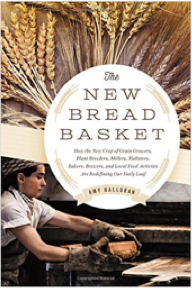 The
NEW
BREAD
BASKET
How the New Crop of Grain Growers,
Plant Breeders, Millers, Maltsters,
Bakers, Brewers, and Local Food Activists
Are Redefining Our Daily Loaf
AMY HALLORAN